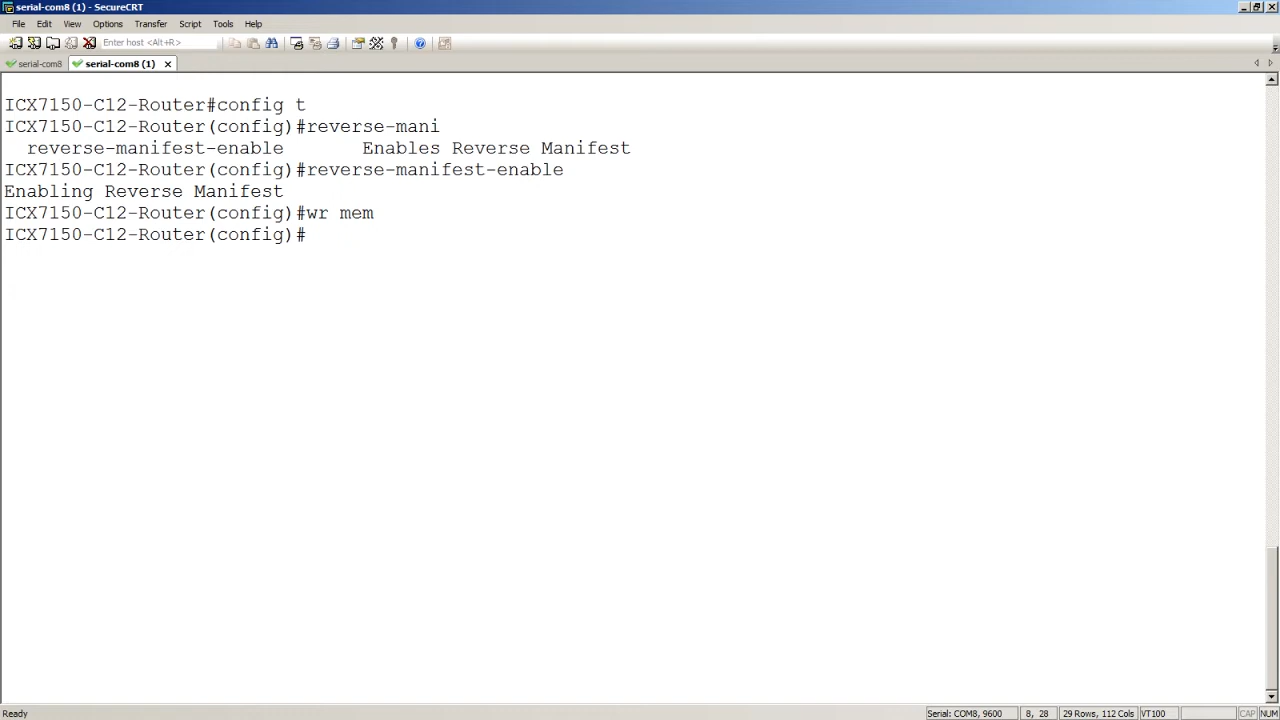 serial-com8 (1) - SecureCRT
File Edit View Options Transfer Script Tools Help
Enter host <Alt+R>
serial-com8 serial-com8 (1)
ICX7150-C12-Router#config t
ICX7150-C12-Router(config)#reverse-mani
reverse-manifest-enable Enables Reverse Manifest
ICX7150-C12-Router(config)#reverse-manifest-enable
Enabling Reverse Manifest
ICX7150-C12-Router(config)#wr mem
ICX7150-C12-Router(config)#
Ready Serial: COM8, 9600 8, 28 29 Rows, 112 Cols VT100 CAP NUM